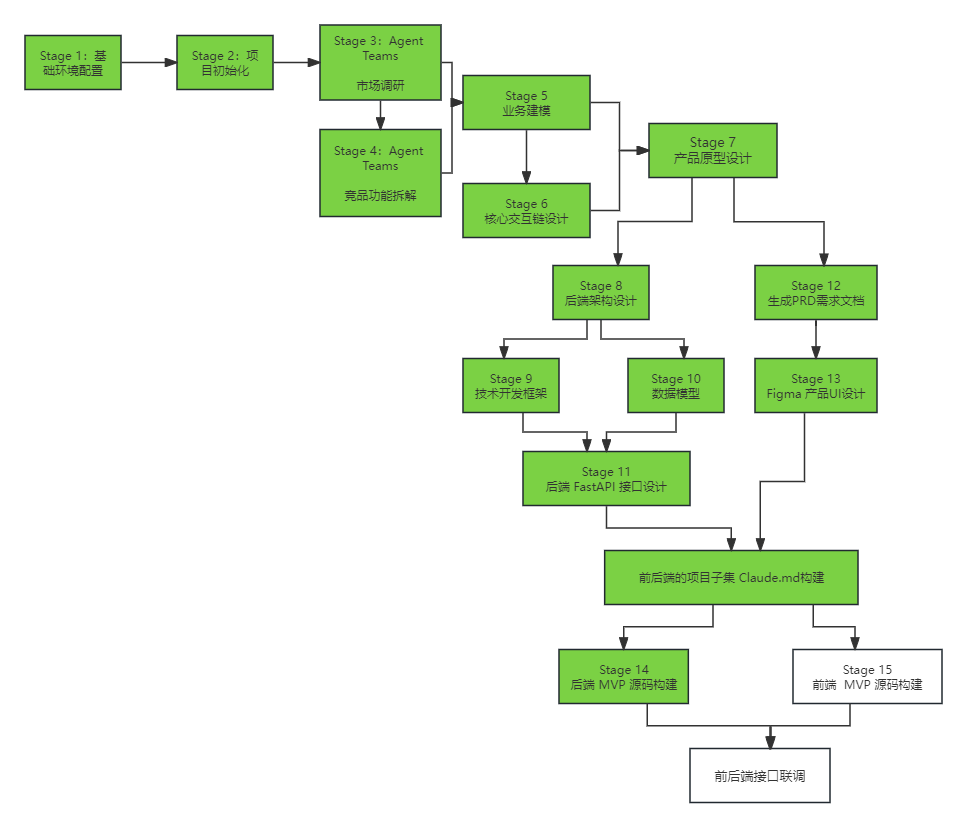 Stage 1：基
础环境配置
Stage 2：项
目初始化
Stage 3：Agent
Teams
市场调研
Stage 4：Agent
Teams
竞品功能拆解
Stage 5
业务建模
Stage 6
核心交互链设计
Stage 7
产品原型设计
Stage 8
后端架构设计
Stage 12
生成PRD需求文档
Stage 9
技术开发框架
Stage 10
数据模型
Stage 13
Figma 产品UI设计
Stage 11
后端 FastAPI 接口设计
前后端的项目子集 Claude.md构建
Stage 14
后端 MVP 源码构建
Stage 15
前端 MVP 源码构建
前后端接口联调